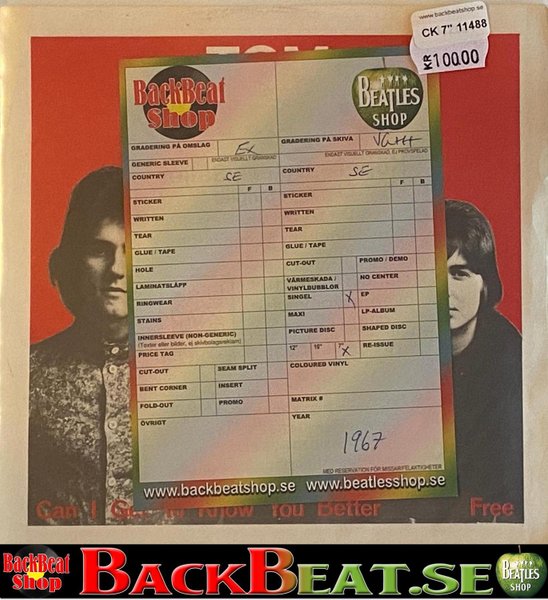 www.backbeatshop.se
CK 7" 11488
KR 100.00
BackBeat
Shop
BEATLES
SHOP
GRADERING PÅ OMSLAG Ex
ENDAST VISUELLT GRANSKAD
GENERIC SLEEVE
COUNTRY SE
F B
STICKER
WRITTEN
TEAR
GLUE / TAPE
HOLE
LAMINATSLÄPP
RINGWEAR
STAINS
INNERSLEEVE (NON-GENERIC)
(Texter eller bilder, ej skivbolagsreklam)
PRICE TAG
CUT-OUT SEAM SPLIT
BENT CORNER INSERT
FOLD-OUT PROMO
ÖVRIGT
GRADERING PÅ SKIVA VG++
ENDAST VISUELLT GRANSKAD, EJ PROVSPELAD
COUNTRY SE
F B
STICKER
WRITTEN
TEAR
GLUE / TAPE
CUT-OUT PROMO / DEMO
VÄRMESKADA / NO CENTER
VINYLBUBBLOR
SINGEL X EP
MAXI LP-ALBUM
PICTURE DISC SHAPED DISC
12" 10" 7" X RE-ISSUE
COLOURED VINYL
MATRIX #
YEAR
1967
MED RESERVATION FÖR MISSAR/FELAKTIGHETER
www.backbeatshop.se www.beatlesshop.se
Can I Know You Better Free
BackBeat
Shop
BACKBEAT.SE
BEATLES
SHOP